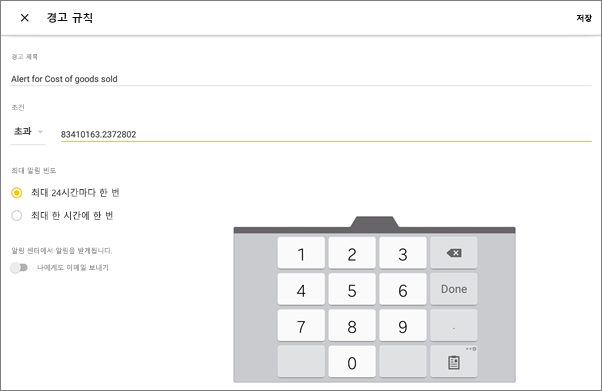 경고 규칙
저장
경고 제목
Alert for Cost of goods sold
조건
초과
83410163.2372802
최대 알림 빈도
최대 24시간마다 한 번
최대 한 시간에 한 번
알림 센터에서 알림을 받게됩니다.
나에게도 이메일 보내기
1 2 3
4 5 6 Done
7 8 9 .
0